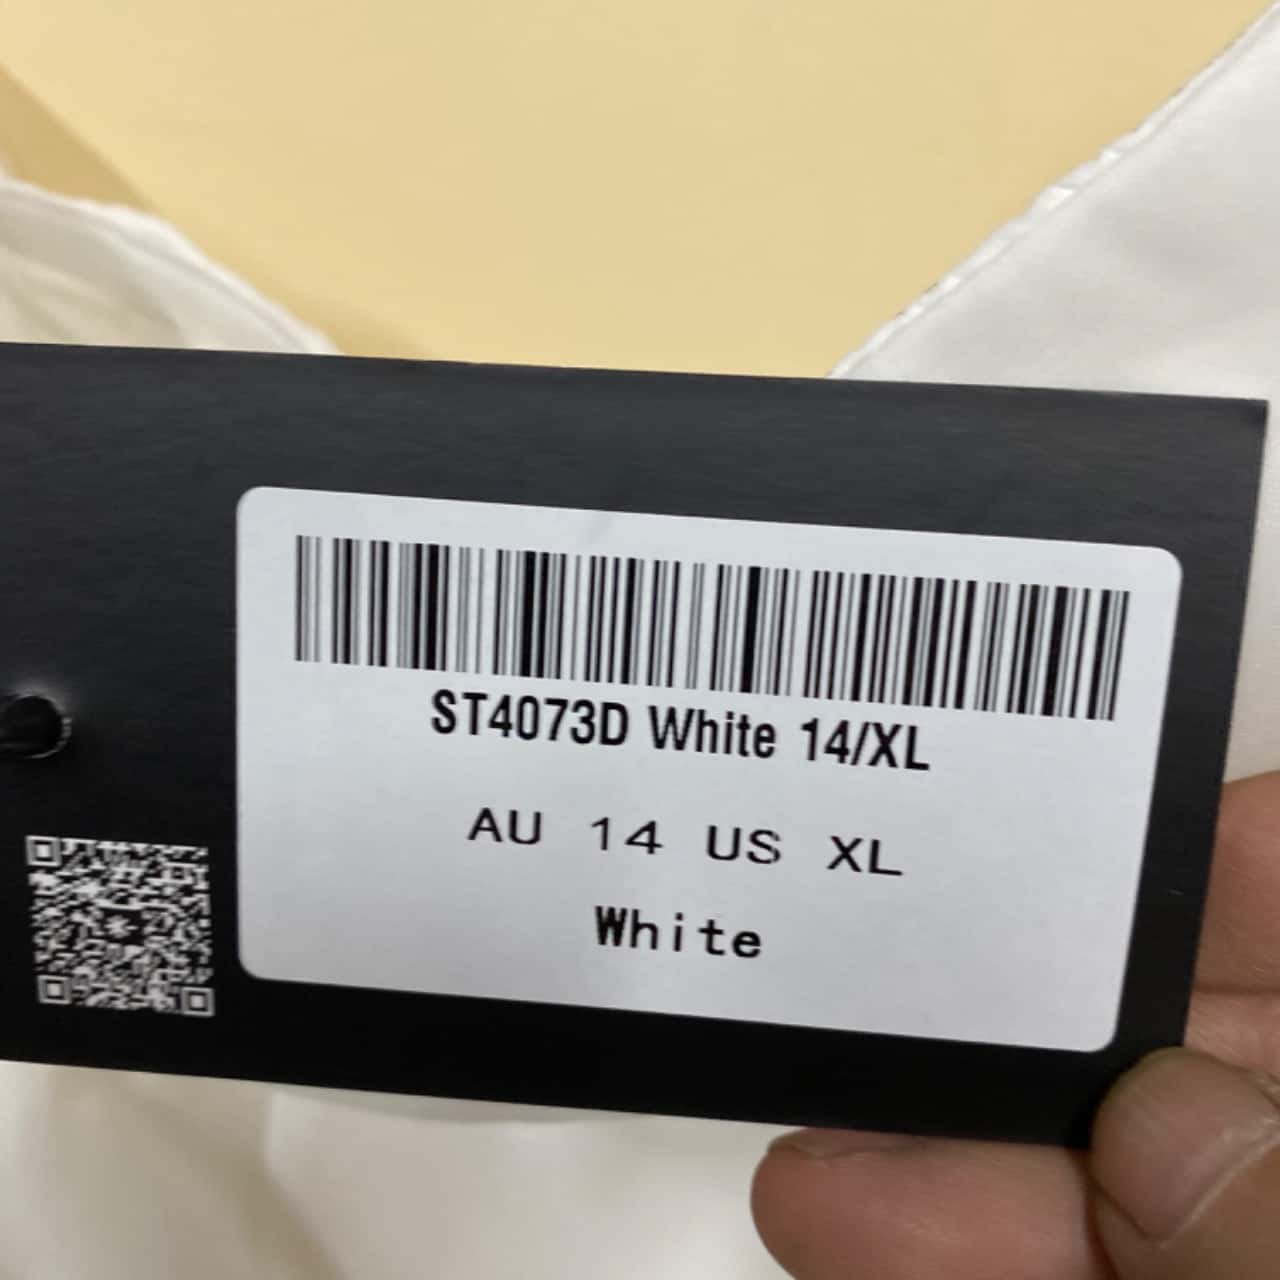 ST4073D White 14/XL
AU 14 US XL
White